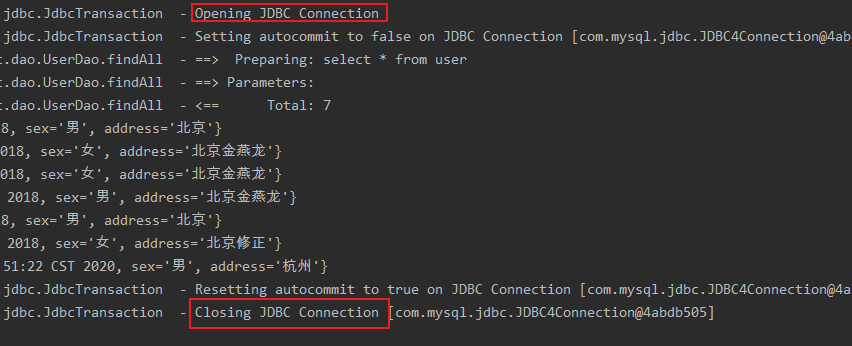 .jdbc.JdbcTransaction - Opening JDBC Connection
.jdbc.JdbcTransaction - Setting autocommit to false on JDBC Connection [com.mysql.jdbc.JDBC4Connection@4abd
t.dao.UserDao.findAll - ==> Preparing: select * from user
t.dao.UserDao.findAll - ==> Parameters:
t.dao.UserDao.findAll - <== Total: 7
18, sex='男', address='北京'}
2018, sex='女', address='北京金燕龙'}
2018, sex='女', address='北京金燕龙'}
2018, sex='男', address='北京金燕龙'}
18, sex='男', address='北京'}
2018, sex='女', address='北京修正'}
51:22 CST 2020, sex='男', address='杭州'}
.jdbc.JdbcTransaction - Resetting autocommit to true on JDBC Connection [com.mysql.jdbc.JDBC4Connection@4a
.jdbc.JdbcTransaction - Closing JDBC Connection [com.mysql.jdbc.JDBC4Connection@4abdb505]